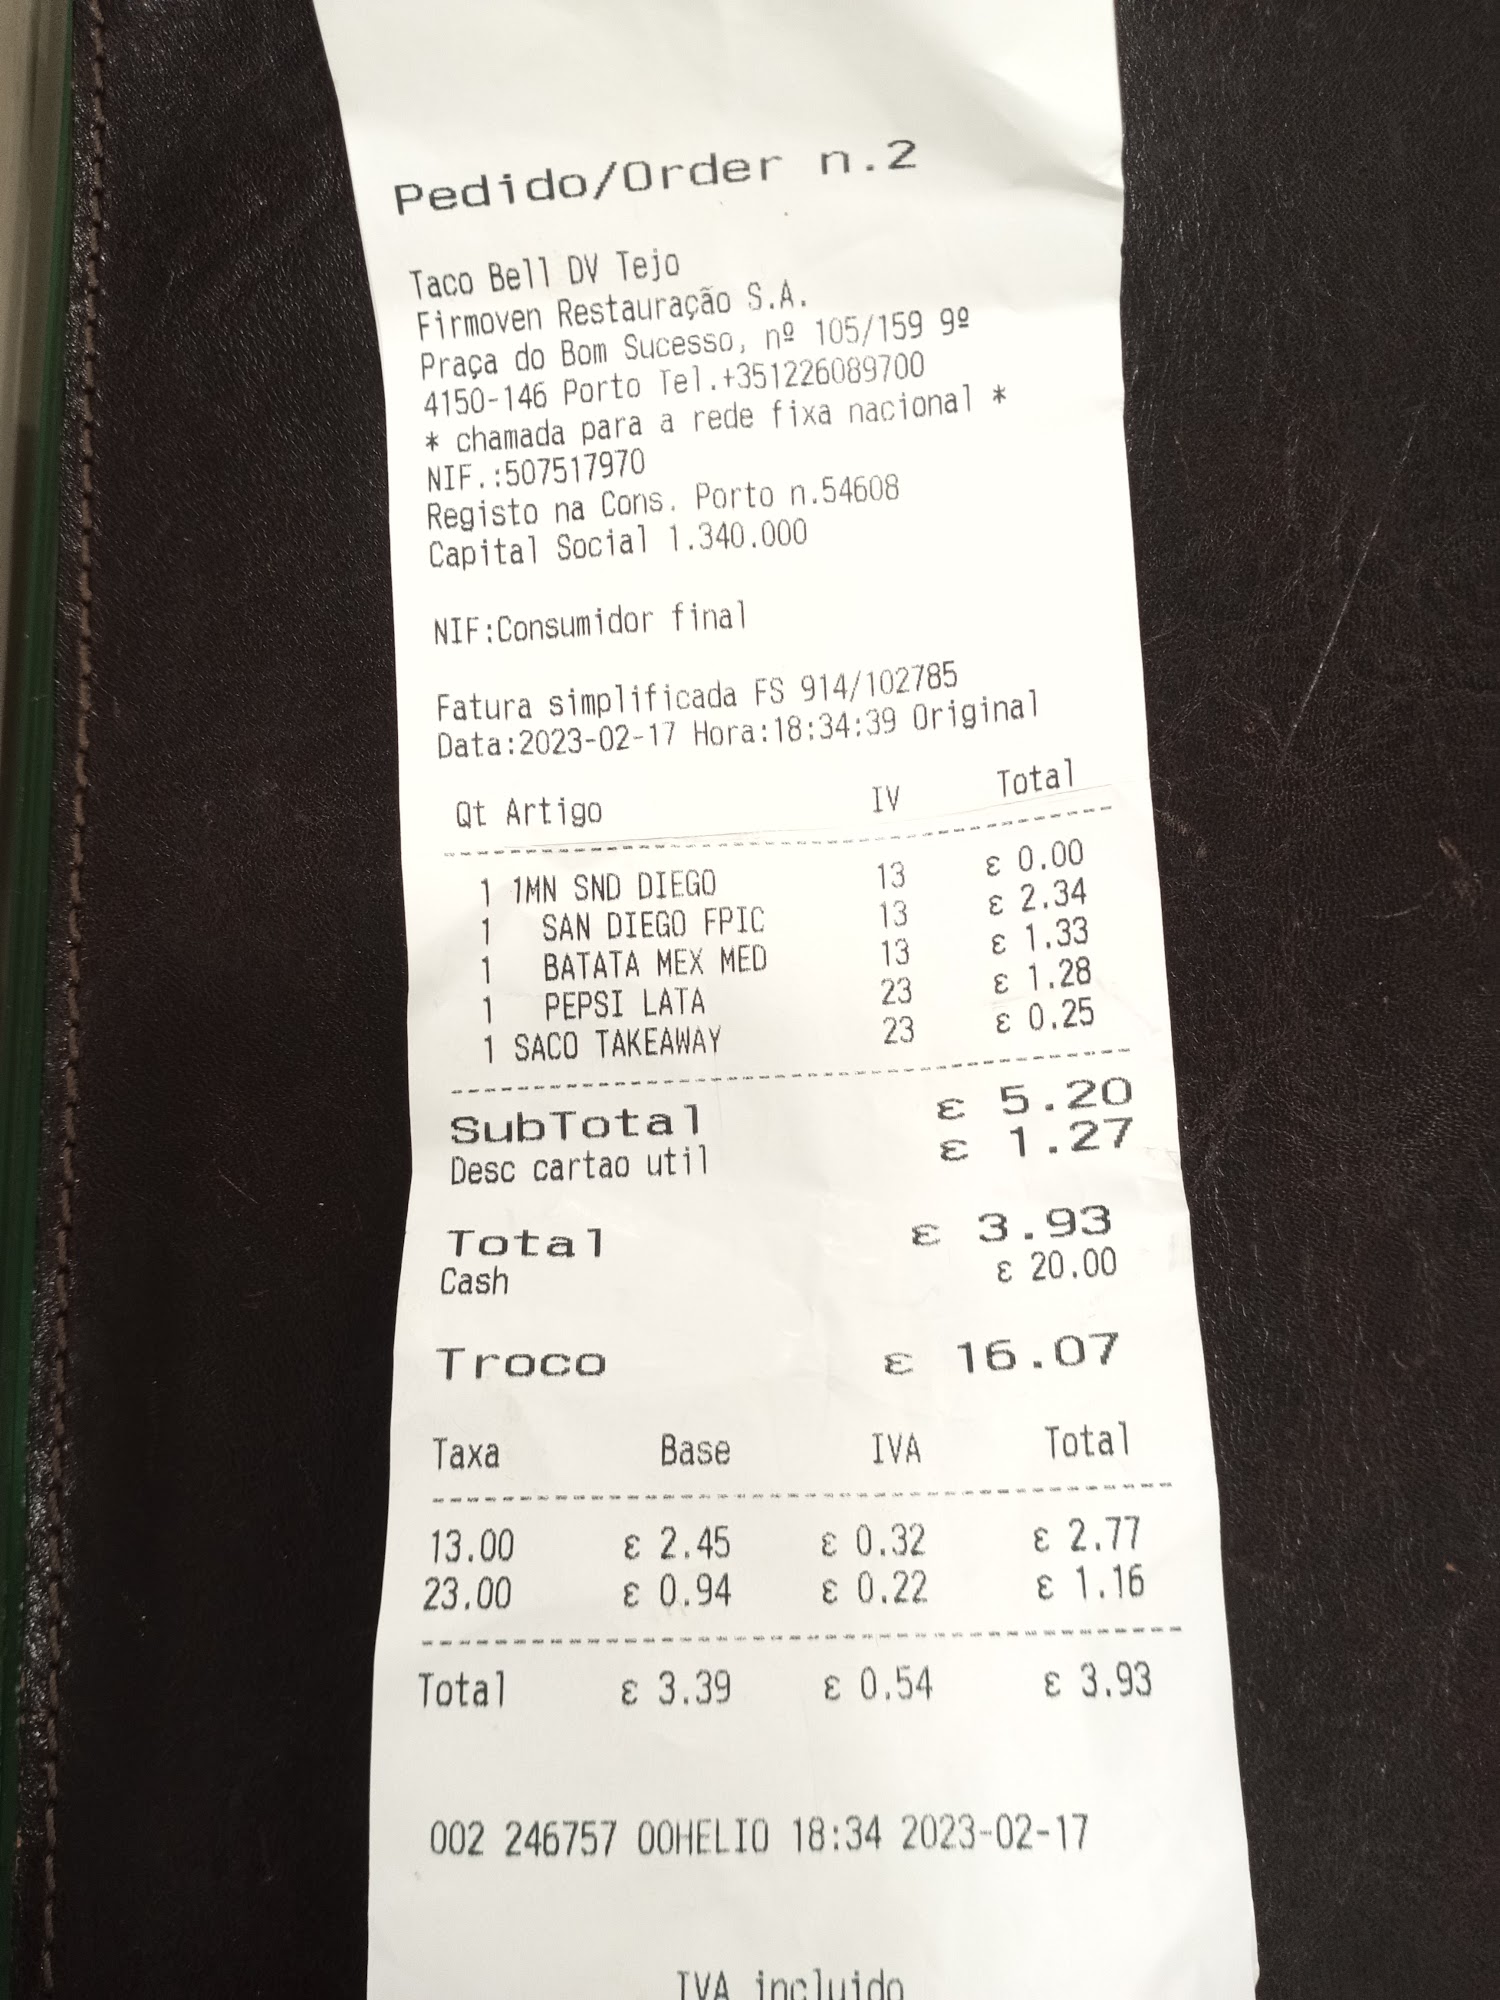 Pedido/Order n.2
Taco Bell DV Tejo
Firmoven Restauração S.A.
Praça do Bom Sucesso, nº 105/159 9º
4150-146 Porto Tel.+351226089700
* chamada para a rede fixa nacional *
NIF.:507517970
Registo na Cons. Porto n.54608
Capital Social 1.340.000
NIF:Consumidor final
Fatura simplificada FS 914/102785
Data:2023-02-17 Hora:18:34:39 Original
Qt Artigo IV Total
1 1MN SND DIEGO 13 € 0.00
1 SAN DIEGO FPIC 13 € 2.34
1 BATATA MEX MED 13 € 1.33
1 PEPSI LATA 23 € 1.28
1 SACO TAKEAWAY 23 € 0.25
SubTotal € 5.20
Desc cartao util € 1.27
Total € 3.93
Cash € 20.00
Troco € 16.07
Taxa Base IVA Total
13.00 € 2.45 € 0.32 € 2.77
23.00 € 0.94 € 0.22 € 1.16
Total € 3.39 € 0.54 € 3.93
002 246757 00HELIO 18:34 2023-02-17
IVA incluido